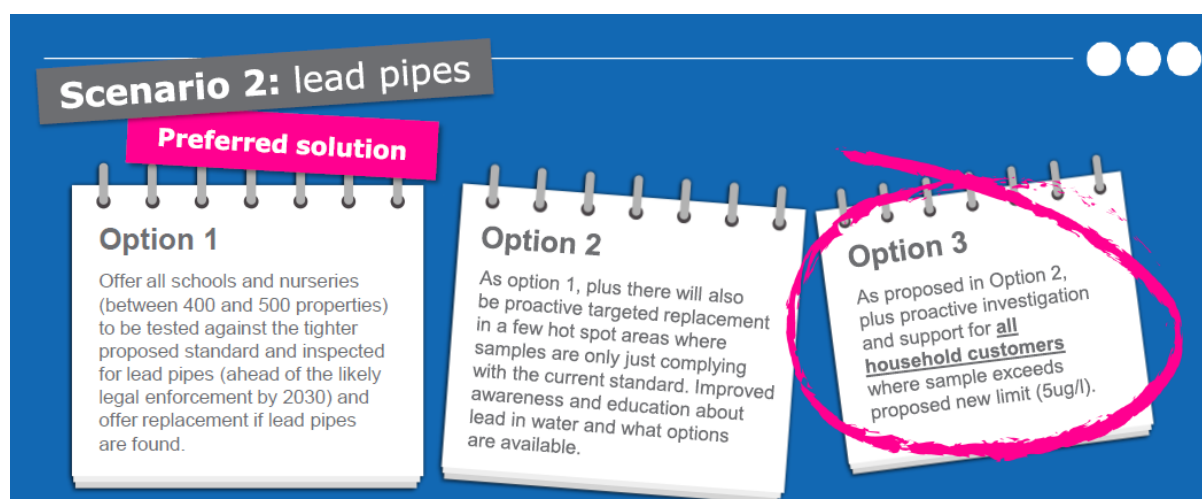 Scenario 2: lead pipes
Preferred solution
Option 1
Offer all schools and nurseries
(between 400 and 500 properties)
to be tested against the tighter
proposed standard and inspected
for lead pipes (ahead of the likely
legal enforcement by 2030) and
offer replacement if lead pipes
are found.
Option 2
As option 1, plus there will also
be proactive targeted replacement
in a few hot spot areas where
samples are only just complying
with the current standard. Improved
awareness and education about
lead in water and what options
are available.
Option 3
As proposed in Option 2,
plus proactive investigation
and support for all
household customers
where sample exceeds
proposed new limit (5ug/l).